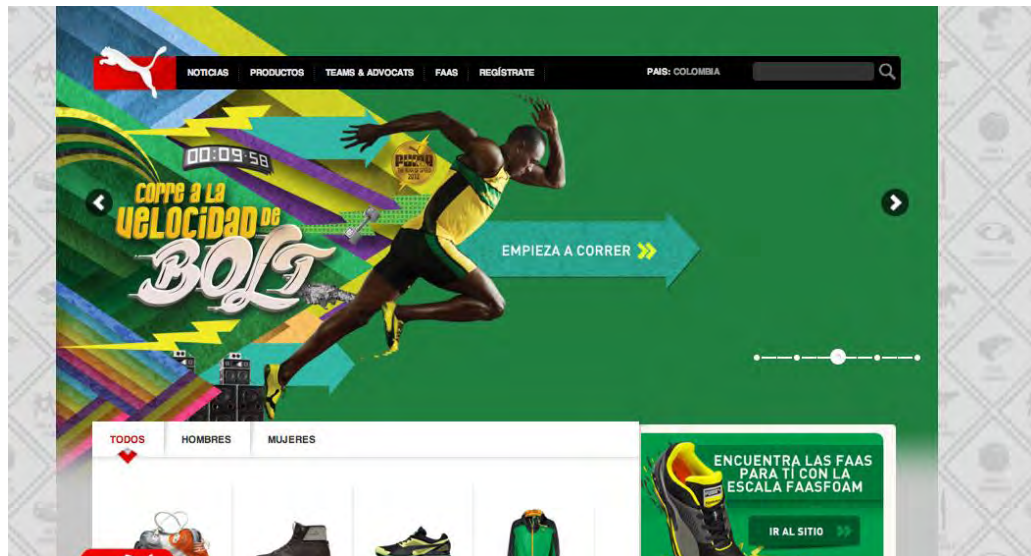 NOTICIAS
PRODUCTOS
TEAMS & ADVOCATS
FAAS
REGÍSTRATE
PAIS: COLOMBIA
00:09:58
PUMA
CORRE A LA
VELOCIDAD DE
BOLT
EMPIEZA A CORRER
TODOS
HOMBRES
MUJERES
ENCUENTRA LAS FAAS
PARA TÍ CON LA
ESCALA FAASFOAM
IR AL SITIO